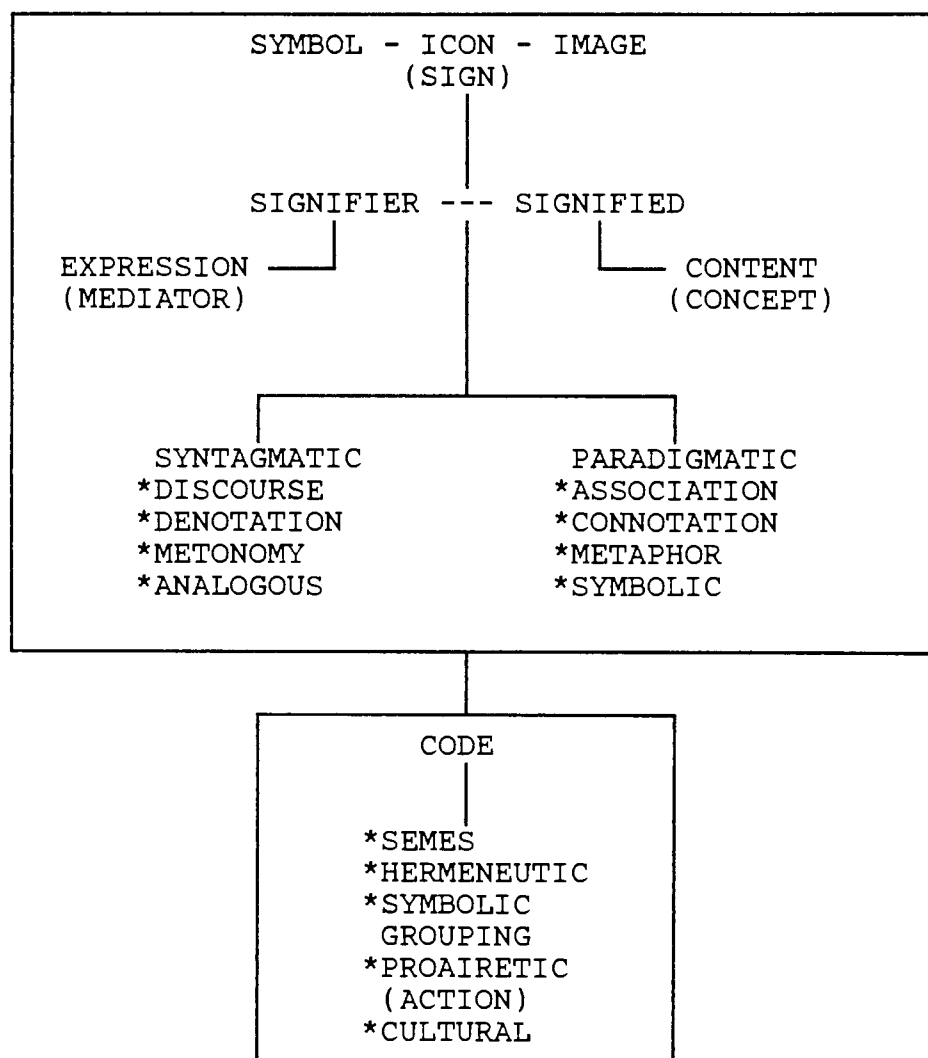 SYMBOL - ICON - IMAGE
(SIGN)
SIGNIFIER --- SIGNIFIED
EXPRESSION
(MEDIATOR)
CONTENT
(CONCEPT)
SYNTAGMATIC
*DISCOURSE
*DENOTATION
*METONOMY
*ANALOGOUS
PARADIGMATIC
*ASSOCIATION
*CONNOTATION
*METAPHOR
*SYMBOLIC
CODE
*SEMES
*HERMENEUTIC
*SYMBOLIC
GROUPING
*PROAIRETIC
(ACTION)
*CULTURAL